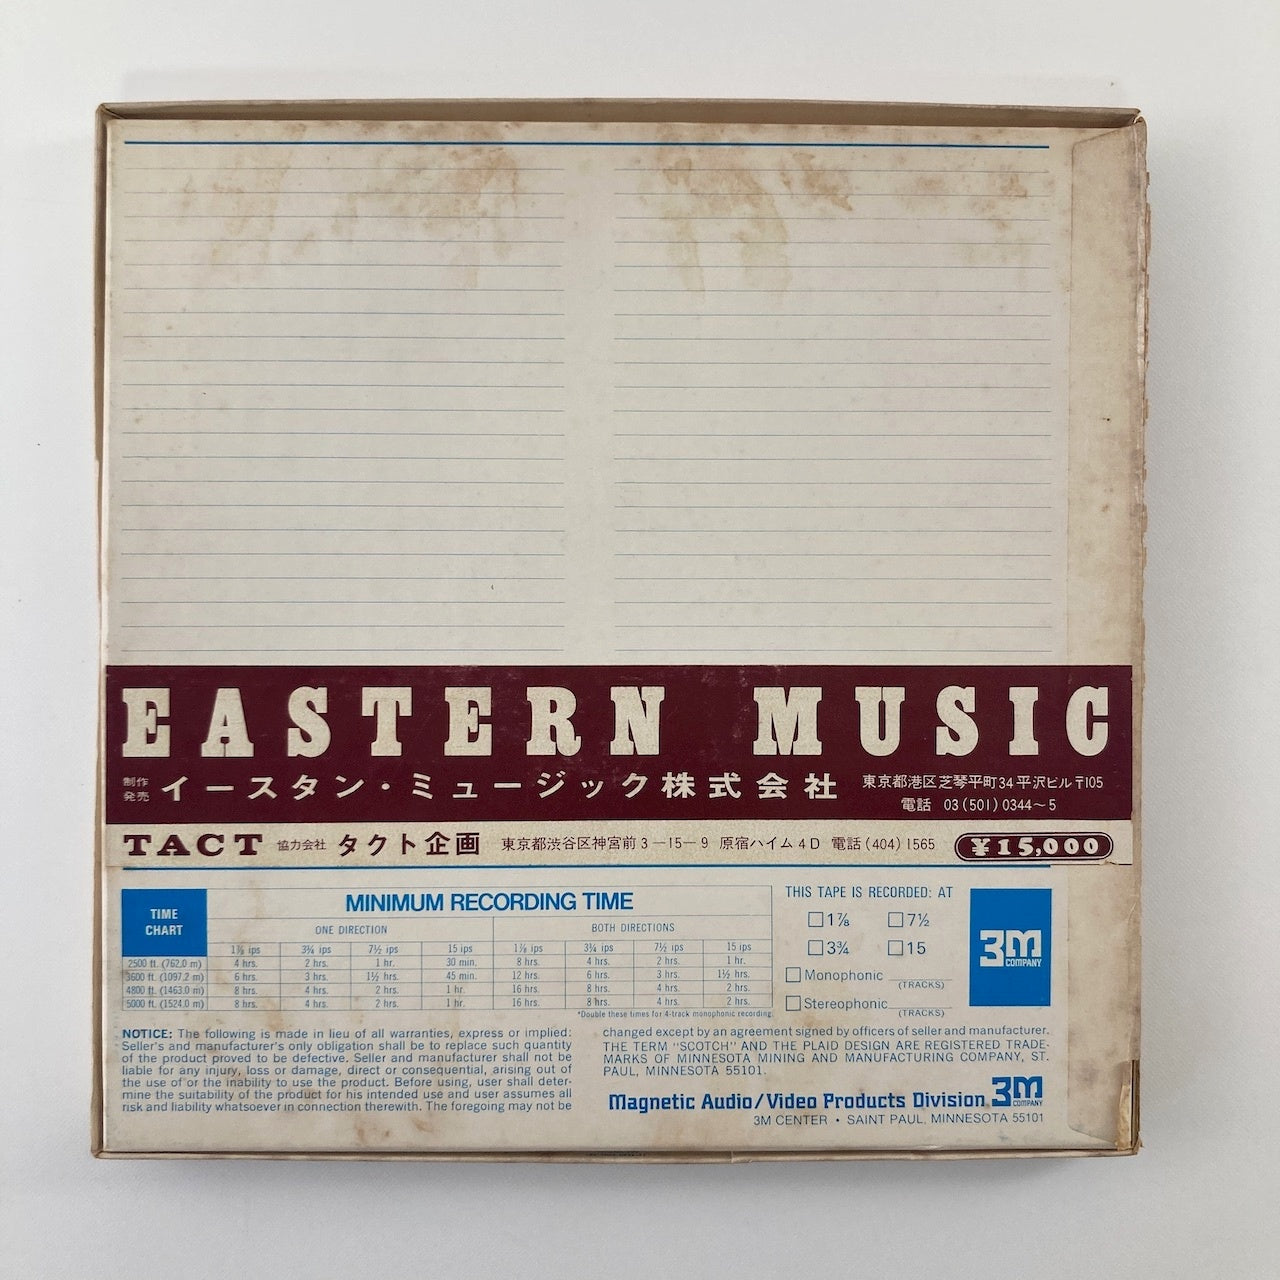 EASTERN MUSIC
制作
発売
イースタン・ミュージック株式会社
東京都港区芝琴平町34平沢ビル〒105
電話 03(501)0344〜5
TACT 協力会社 タクト企画 東京都渋谷区神宮前3-15-9 原宿ハイム4D 電話(404)1565 ¥15,000
TIME
CHART
MINIMUM RECORDING TIME
ONE DIRECTION BOTH DIRECTIONS
1⅞ ips 3¾ ips 7½ ips 15 ips 1⅞ ips 3¾ ips 7½ ips 15 ips
2500 ft. (762.0 m) 4 hrs. 2 hrs. 1 hr. 30 min. 8 hrs. 4 hrs. 2 hrs. 1 hr.
3600 ft. (1097.2 m) 6 hrs. 3 hrs. 1½ hrs. 45 min. 12 hrs. 6 hrs. 3 hrs. 1½ hrs.
4800 ft. (1463.0 m) 8 hrs. 4 hrs. 2 hrs. 1 hr. 16 hrs. 8 hrs. 4 hrs. 2 hrs.
5000 ft. (1524.0 m) 8 hrs. 4 hrs. 2 hrs. 1 hr. 16 hrs. 8 hrs. 4 hrs. 2 hrs.
*Double these times for 4-track monophonic recording.
THIS TAPE IS RECORDED: AT
1⅞ 7½
3¾ 15
Monophonic
(TRACKS)
Stereophonic
(TRACKS)
3M
COMPANY
NOTICE: The following is made in lieu of all warranties, express or implied:
Seller's and manufacturer's only obligation shall be to replace such quantity
of the product proved to be defective. Seller and manufacturer shall not be
liable for any injury, loss or damage, direct or consequential, arising out of
the use of or the inability to use the product. Before using, user shall deter-
mine the suitability of the product for his intended use and user assumes all
risk and liability whatsoever in connection therewith. The foregoing may not be
changed except by an agreement signed by officers of seller and manufacturer.
THE TERM "SCOTCH" AND THE PLAID DESIGN ARE REGISTERED TRADE-
MARKS OF MINNESOTA MINING AND MANUFACTURING COMPANY, ST.
PAUL, MINNESOTA 55101.
Magnetic Audio/Video Products Division 3M COMPANY
3M CENTER • SAINT PAUL, MINNESOTA 55101